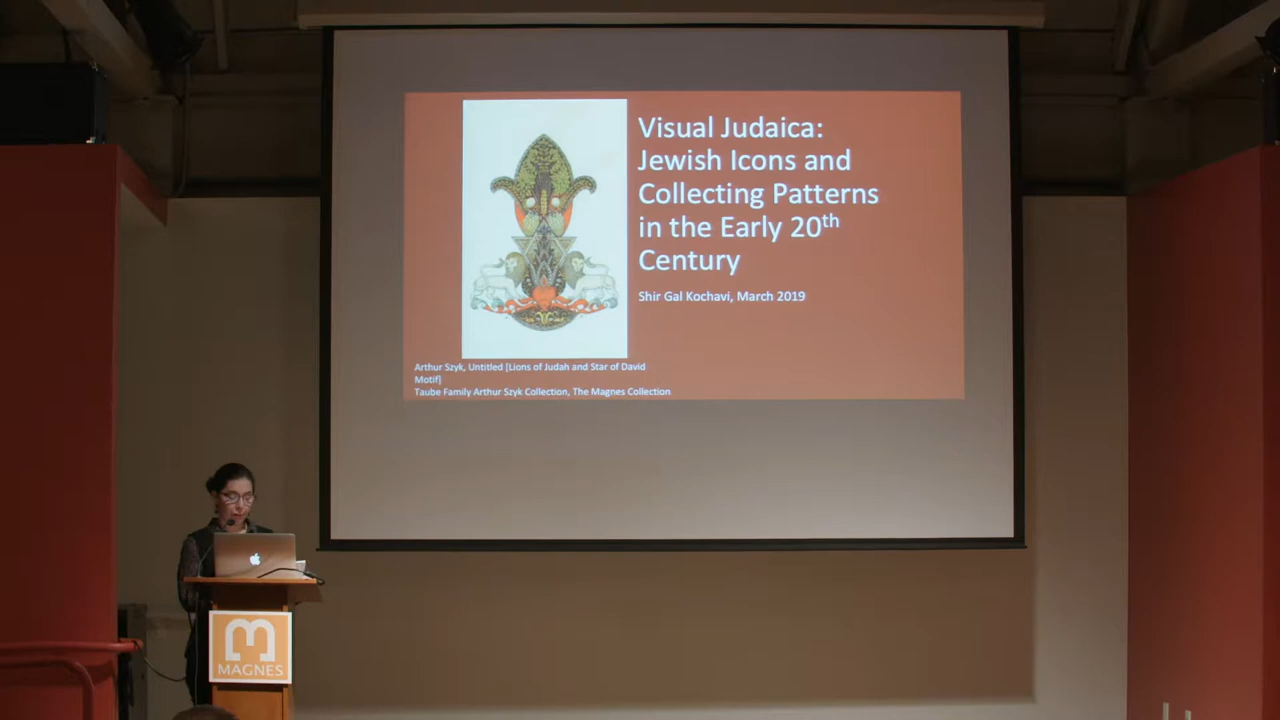 Visual Judaica:
Jewish Icons and
Collecting Patterns
in the Early 20th
Century
Shir Gal Kochavi, March 2019
Arthur Szyk, Untitled [Lions of Judah and Star of David
Motif]
Taube Family Arthur Szyk Collection, The Magnes Collection
MAGNES